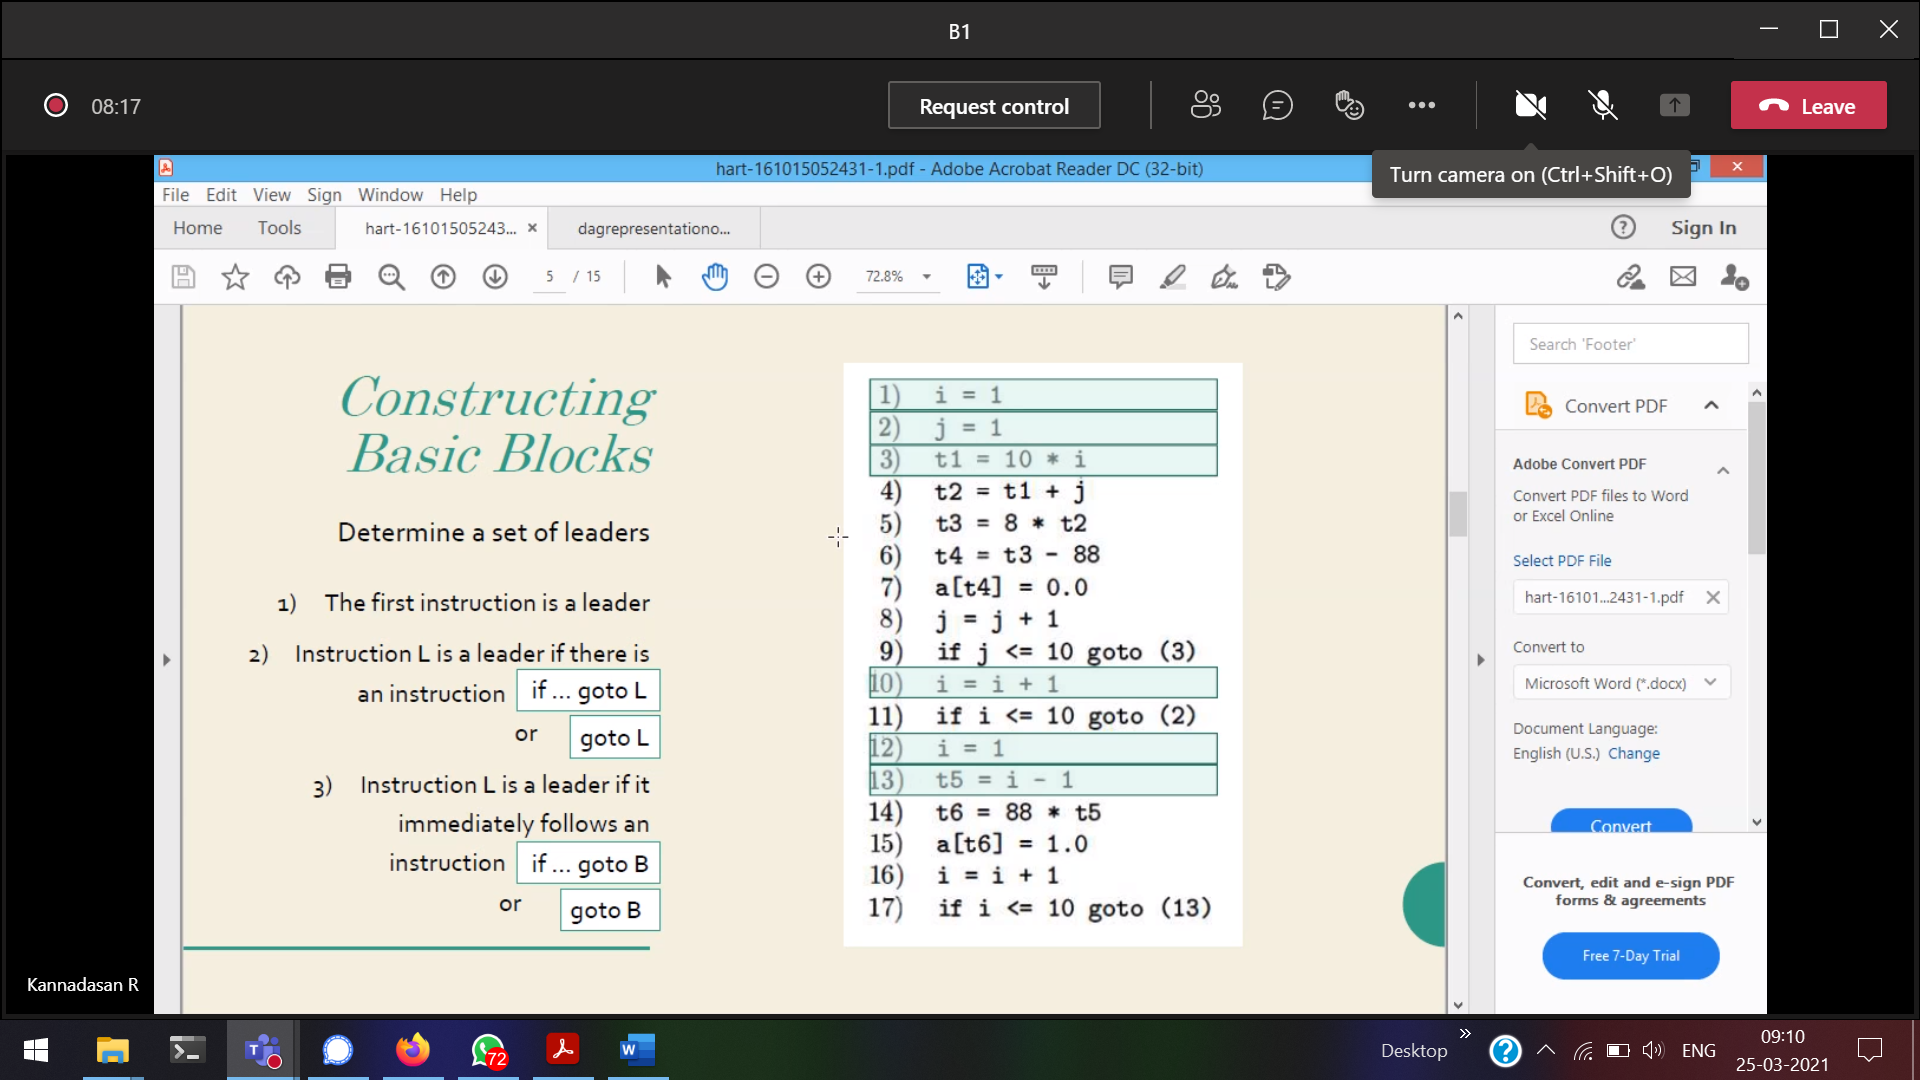 B1
08:17
Request control
Leave
Turn camera on (Ctrl+Shift+O)
hart-161015052431-1.pdf - Adobe Acrobat Reader DC (32-bit)
File Edit View Sign Window Help
Home Tools hart-16101505243... × dagrepresentationo... Sign In
5 / 15 72.8%
Constructing
Basic Blocks
Determine a set of leaders
1) The first instruction is a leader
2) Instruction L is a leader if there is
an instruction if ... goto L
or goto L
3) Instruction L is a leader if it
immediately follows an
instruction if ... goto B
or goto B
1) i = 1
2) j = 1
3) t1 = 10 * i
4) t2 = t1 + j
5) t3 = 8 * t2
6) t4 = t3 - 88
7) a[t4] = 0.0
8) j = j + 1
9) if j <= 10 goto (3)
10) i = i + 1
11) if i <= 10 goto (2)
12) i = 1
13) t5 = i - 1
14) t6 = 88 * t5
15) a[t6] = 1.0
16) i = i + 1
17) if i <= 10 goto (13)
Search 'Footer'
Convert PDF
Adobe Convert PDF
Convert PDF files to Word
or Excel Online
Select PDF File
hart-16101...2431-1.pdf
Convert to
Microsoft Word (*.docx)
Document Language:
English (U.S.) Change
Convert
Convert, edit and e-sign PDF
forms & agreements
Free 7-Day Trial
Kannadasan R
72
Desktop
ENG
09:10
25-03-2021